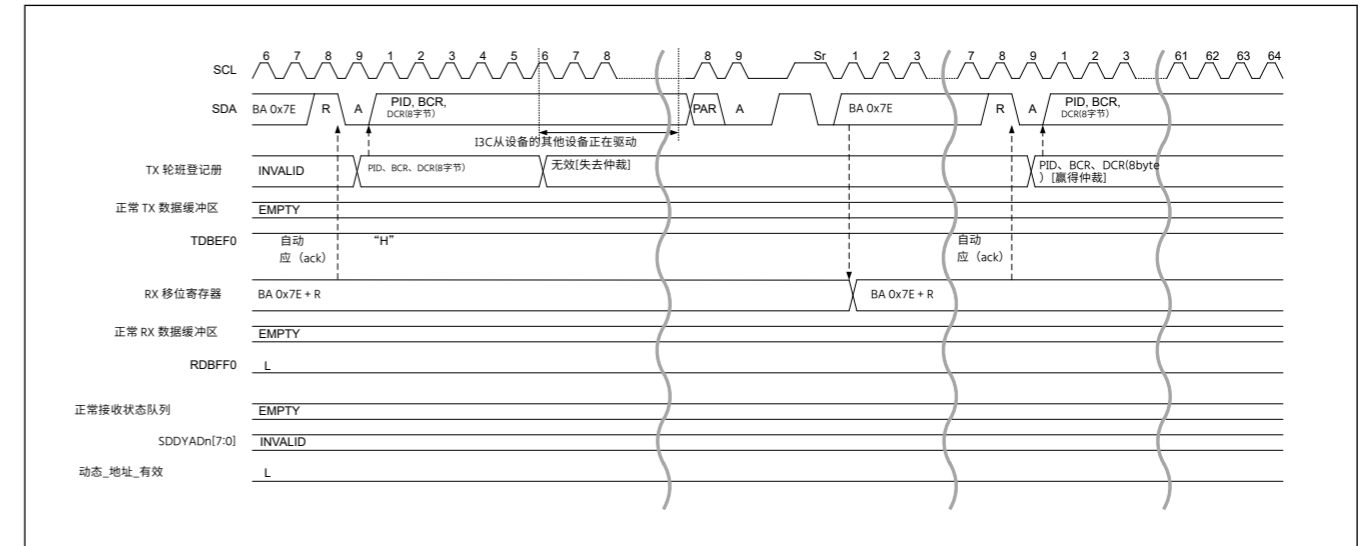 SCL 6 7 8 9 1 2 3 4 5 6 7 8 8 9 Sr 1 2 3 7 8 9 1 2 3 61 62 63 64
SDA BA 0x7E R A PID, BCR, PAR A BA 0x7E R A PID, BCR,
DCR(8字节) DCR(8字节)
I3C从设备的其他设备正在驱动
TX 轮班登记册 INVALID PID、BCR、DCR(8字节) 无效[失去仲裁] PID、BCR、DCR(8byte
）[赢得仲裁]
正常 TX 数据缓冲区 EMPTY
TDBEF0 自动 “H” 自动
应（ack） 应（ack）
RX 移位寄存器 BA 0x7E + R BA 0x7E + R
正常 RX 数据缓冲区 EMPTY
RDBFF0 L
正常接收状态队列 EMPTY
SDDYADn[7:0] INVALID
动态_地址_有效 L